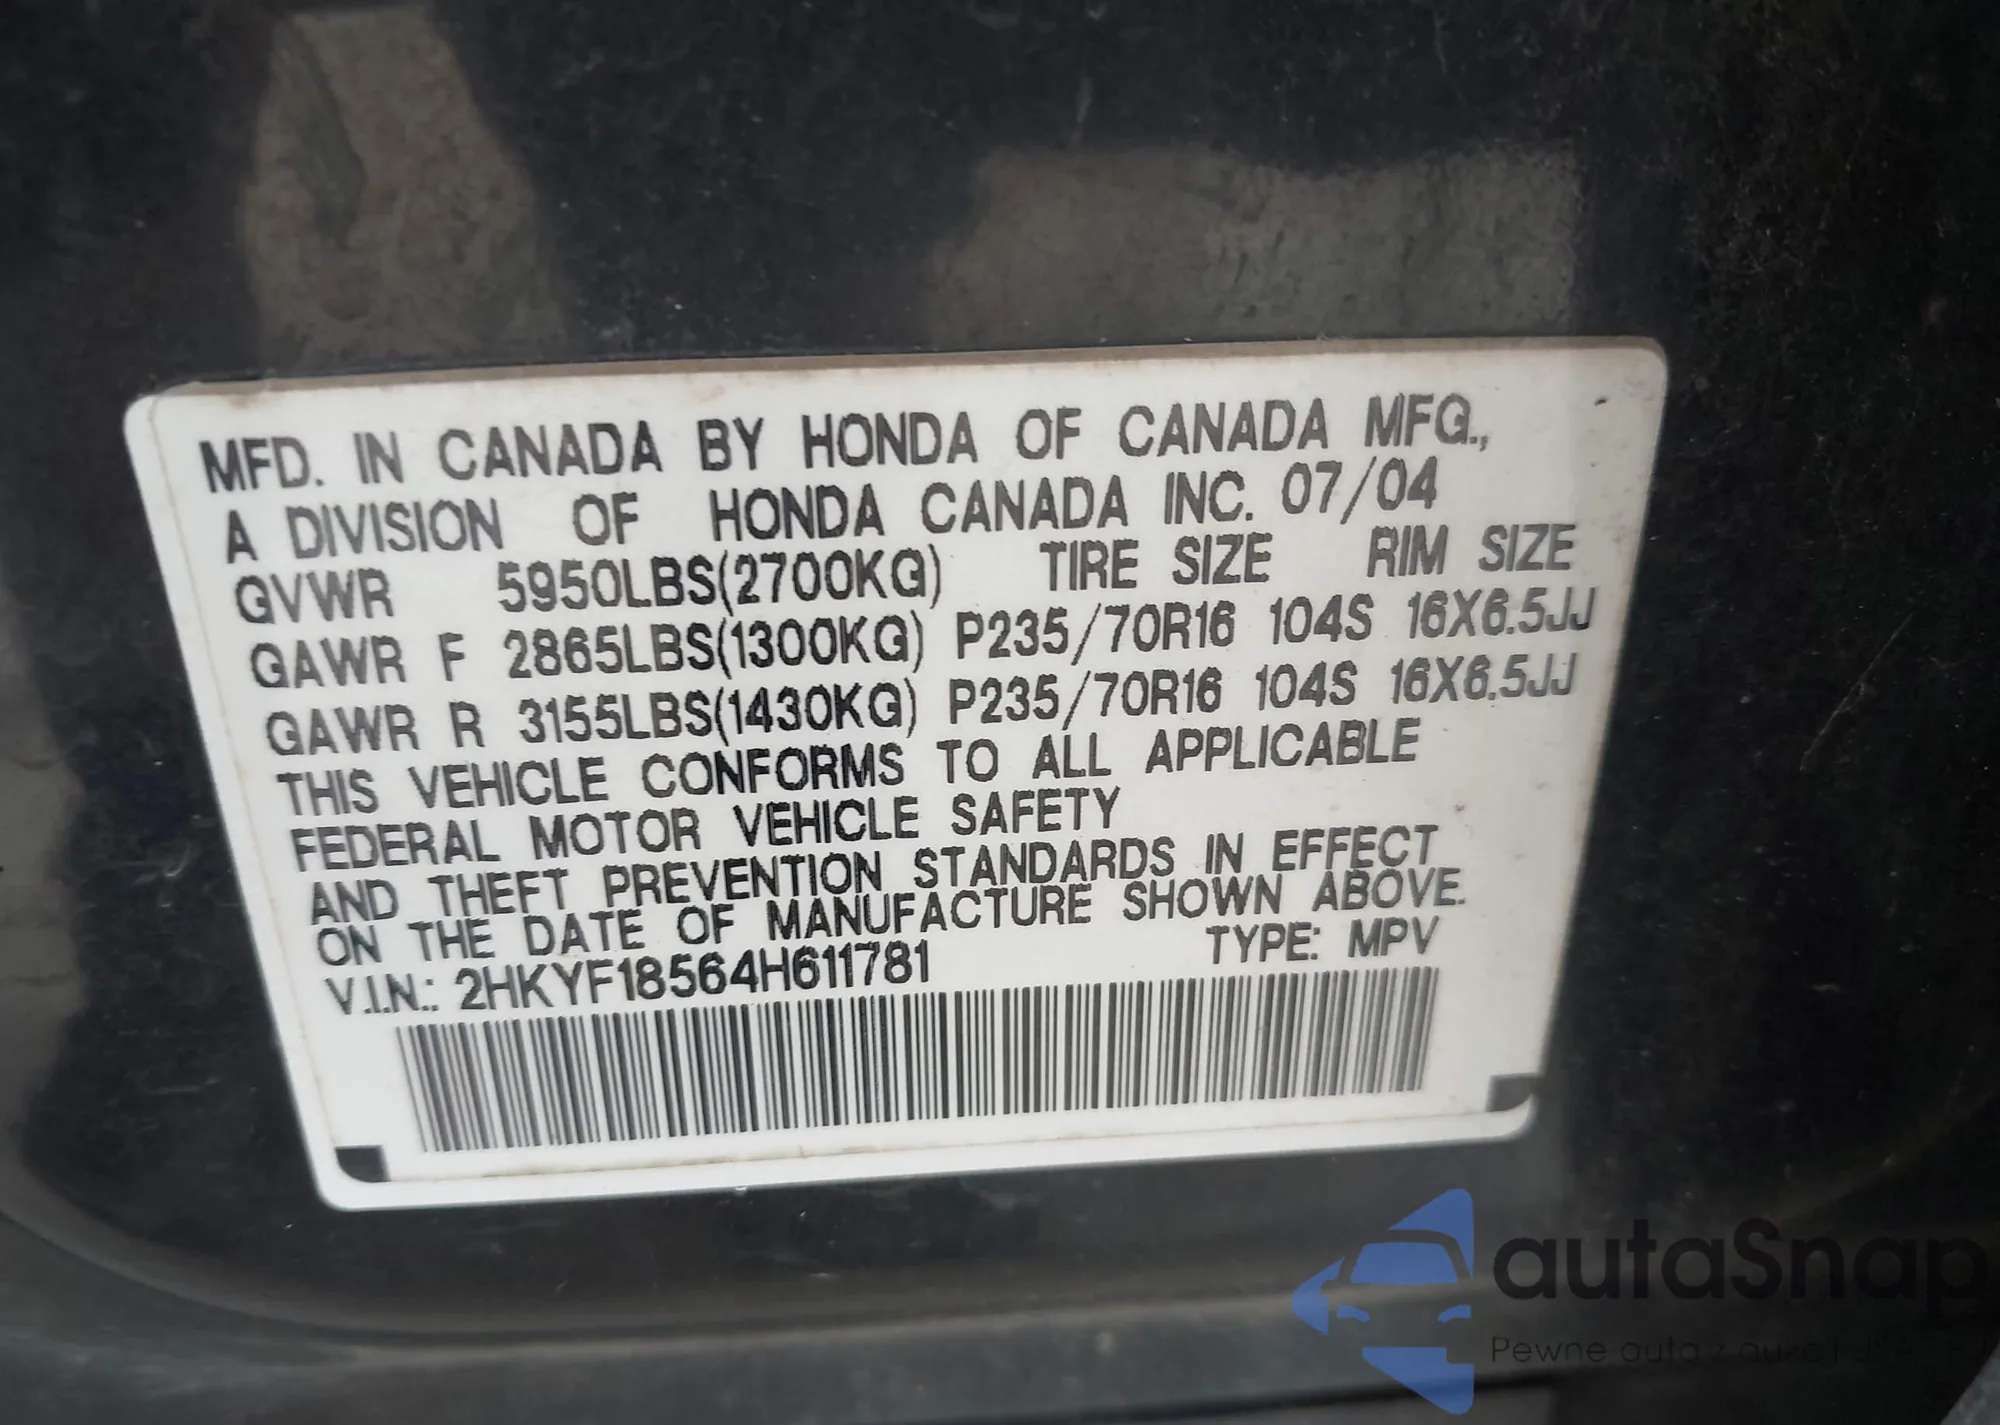 MFD. IN CANADA BY HONDA OF CANADA MFG.,
A DIVISION OF HONDA CANADA INC. 07/04
GVWR 5950LBS(2700KG) TIRE SIZE RIM SIZE
GAWR F 2865LBS(1300KG) P235/70R16 104S 16X6.5JJ
GAWR R 3155LBS(1430KG) P235/70R16 104S 16X6.5JJ
THIS VEHICLE CONFORMS TO ALL APPLICABLE
FEDERAL MOTOR VEHICLE SAFETY
AND THEFT PREVENTION STANDARDS IN EFFECT
ON THE DATE OF MANUFACTURE SHOWN ABOVE.
V.I.N.: 2HKYF18564H611781 TYPE: MPV
autaSnap
Pewne auta z